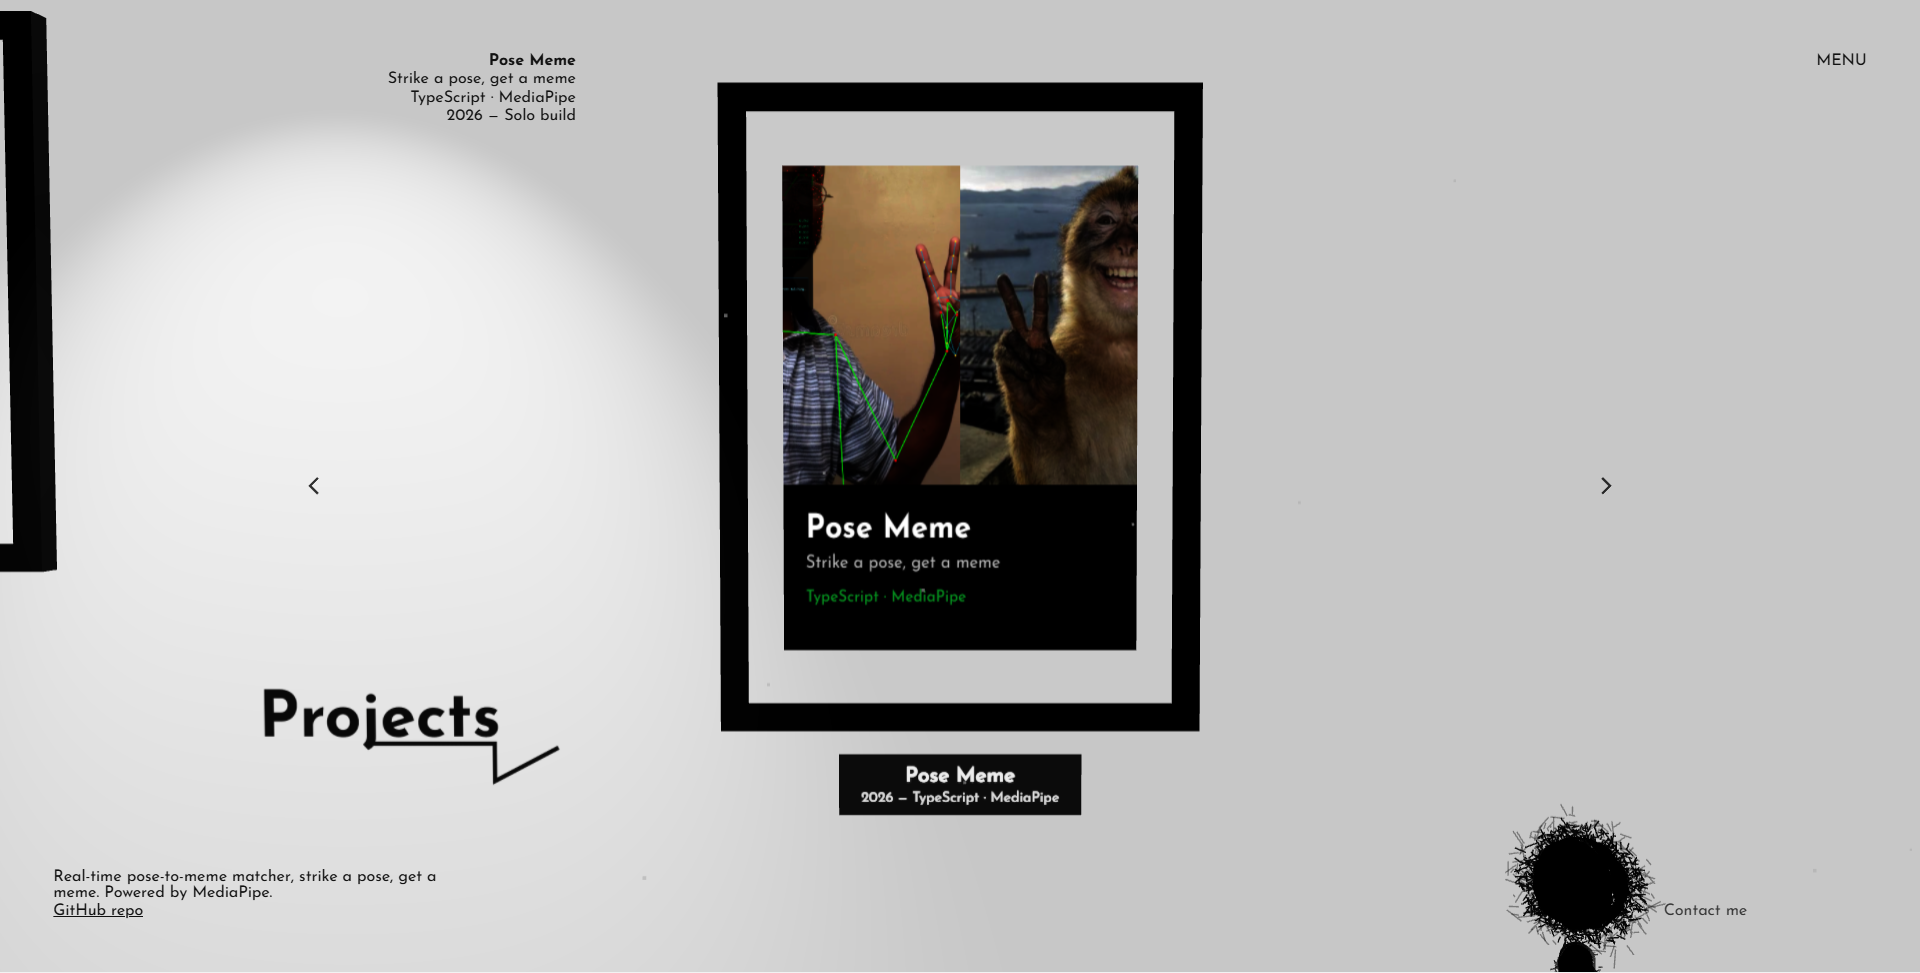 Pose Meme
Strike a pose, get a meme
TypeScript · MediaPipe
2026 — Solo build
MENU
Pose Meme
Strike a pose, get a meme
TypeScript · MediaPipe
Projects
Pose Meme
2026 — TypeScript · MediaPipe
Real-time pose-to-meme matcher, strike a pose, get a
meme. Powered by MediaPipe.
GitHub repo
Contact me